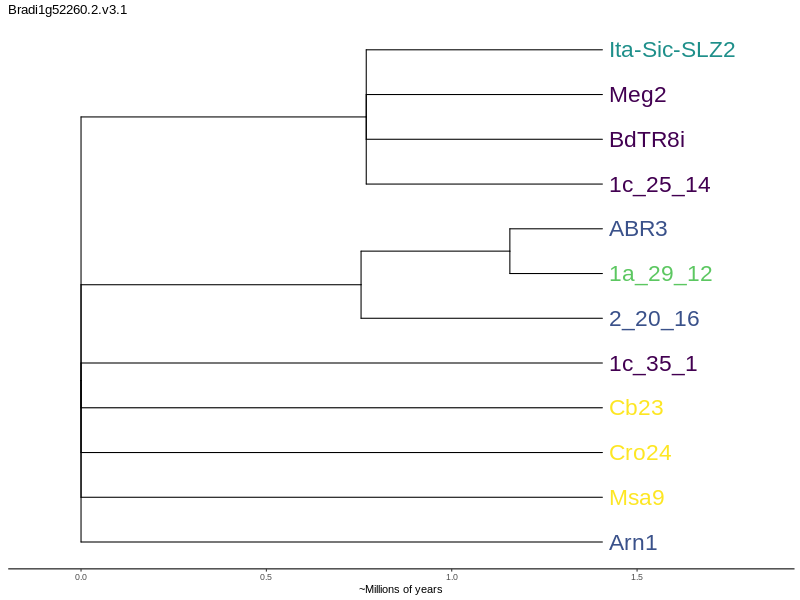 Bradi1g52260.2.v3.1
Ita-Sic-SLZ2
Meg2
BdTR8i
1c_25_14
ABR3
1a_29_12
2_20_16
1c_35_1
Cb23
Cro24
Msa9
Arn1
0.0 0.5 1.0 1.5
~Millions of years